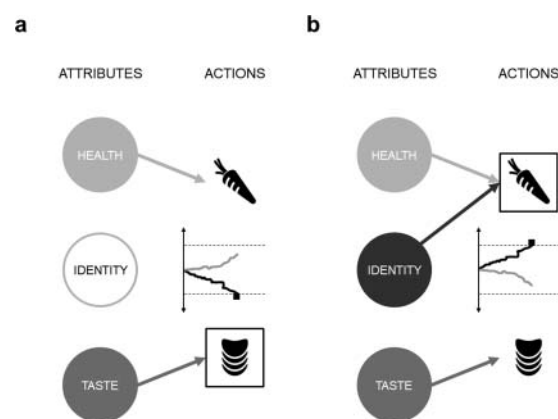 a
b
ATTRIBUTES ACTIONS
ATTRIBUTES ACTIONS
HEALTH
HEALTH
IDENTITY
IDENTITY
TASTE
TASTE